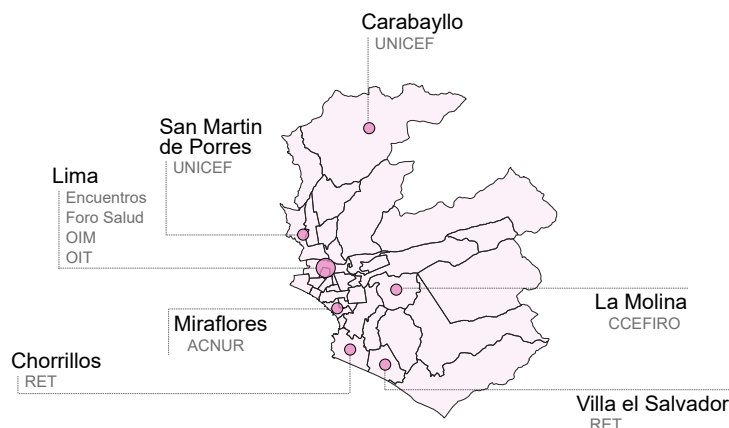 Carabayllo
UNICEF
San Martin
de Porres
UNICEF
Lima
Encuentros
Foro Salud
OIM
OIT
La Molina
CCEFIRO
Miraflores
ACNUR
Chorrillos
RET
Villa el Salvador
RET